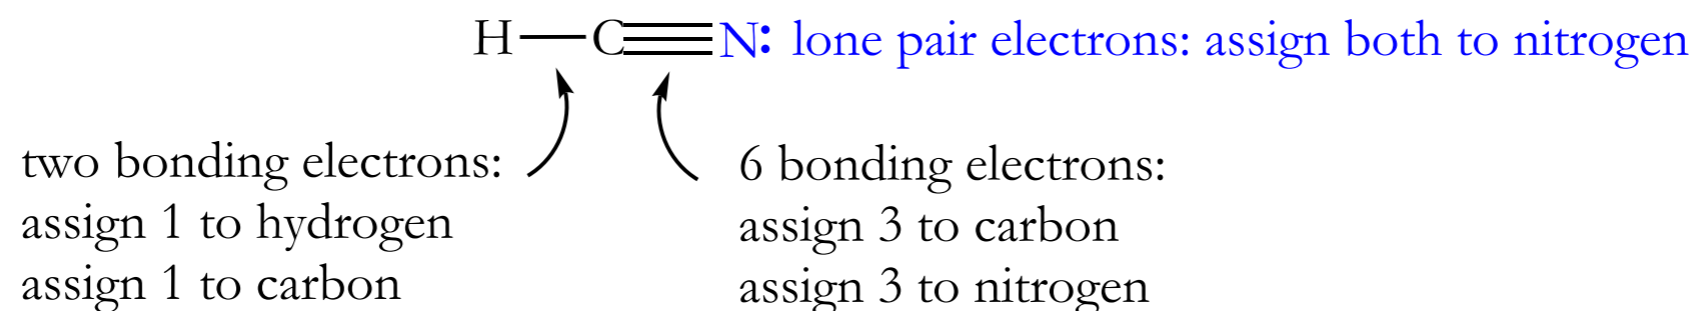 H—C≡N: lone pair electrons: assign both to nitrogen
two bonding electrons:
assign 1 to hydrogen
assign 1 to carbon
6 bonding electrons:
assign 3 to carbon
assign 3 to nitrogen